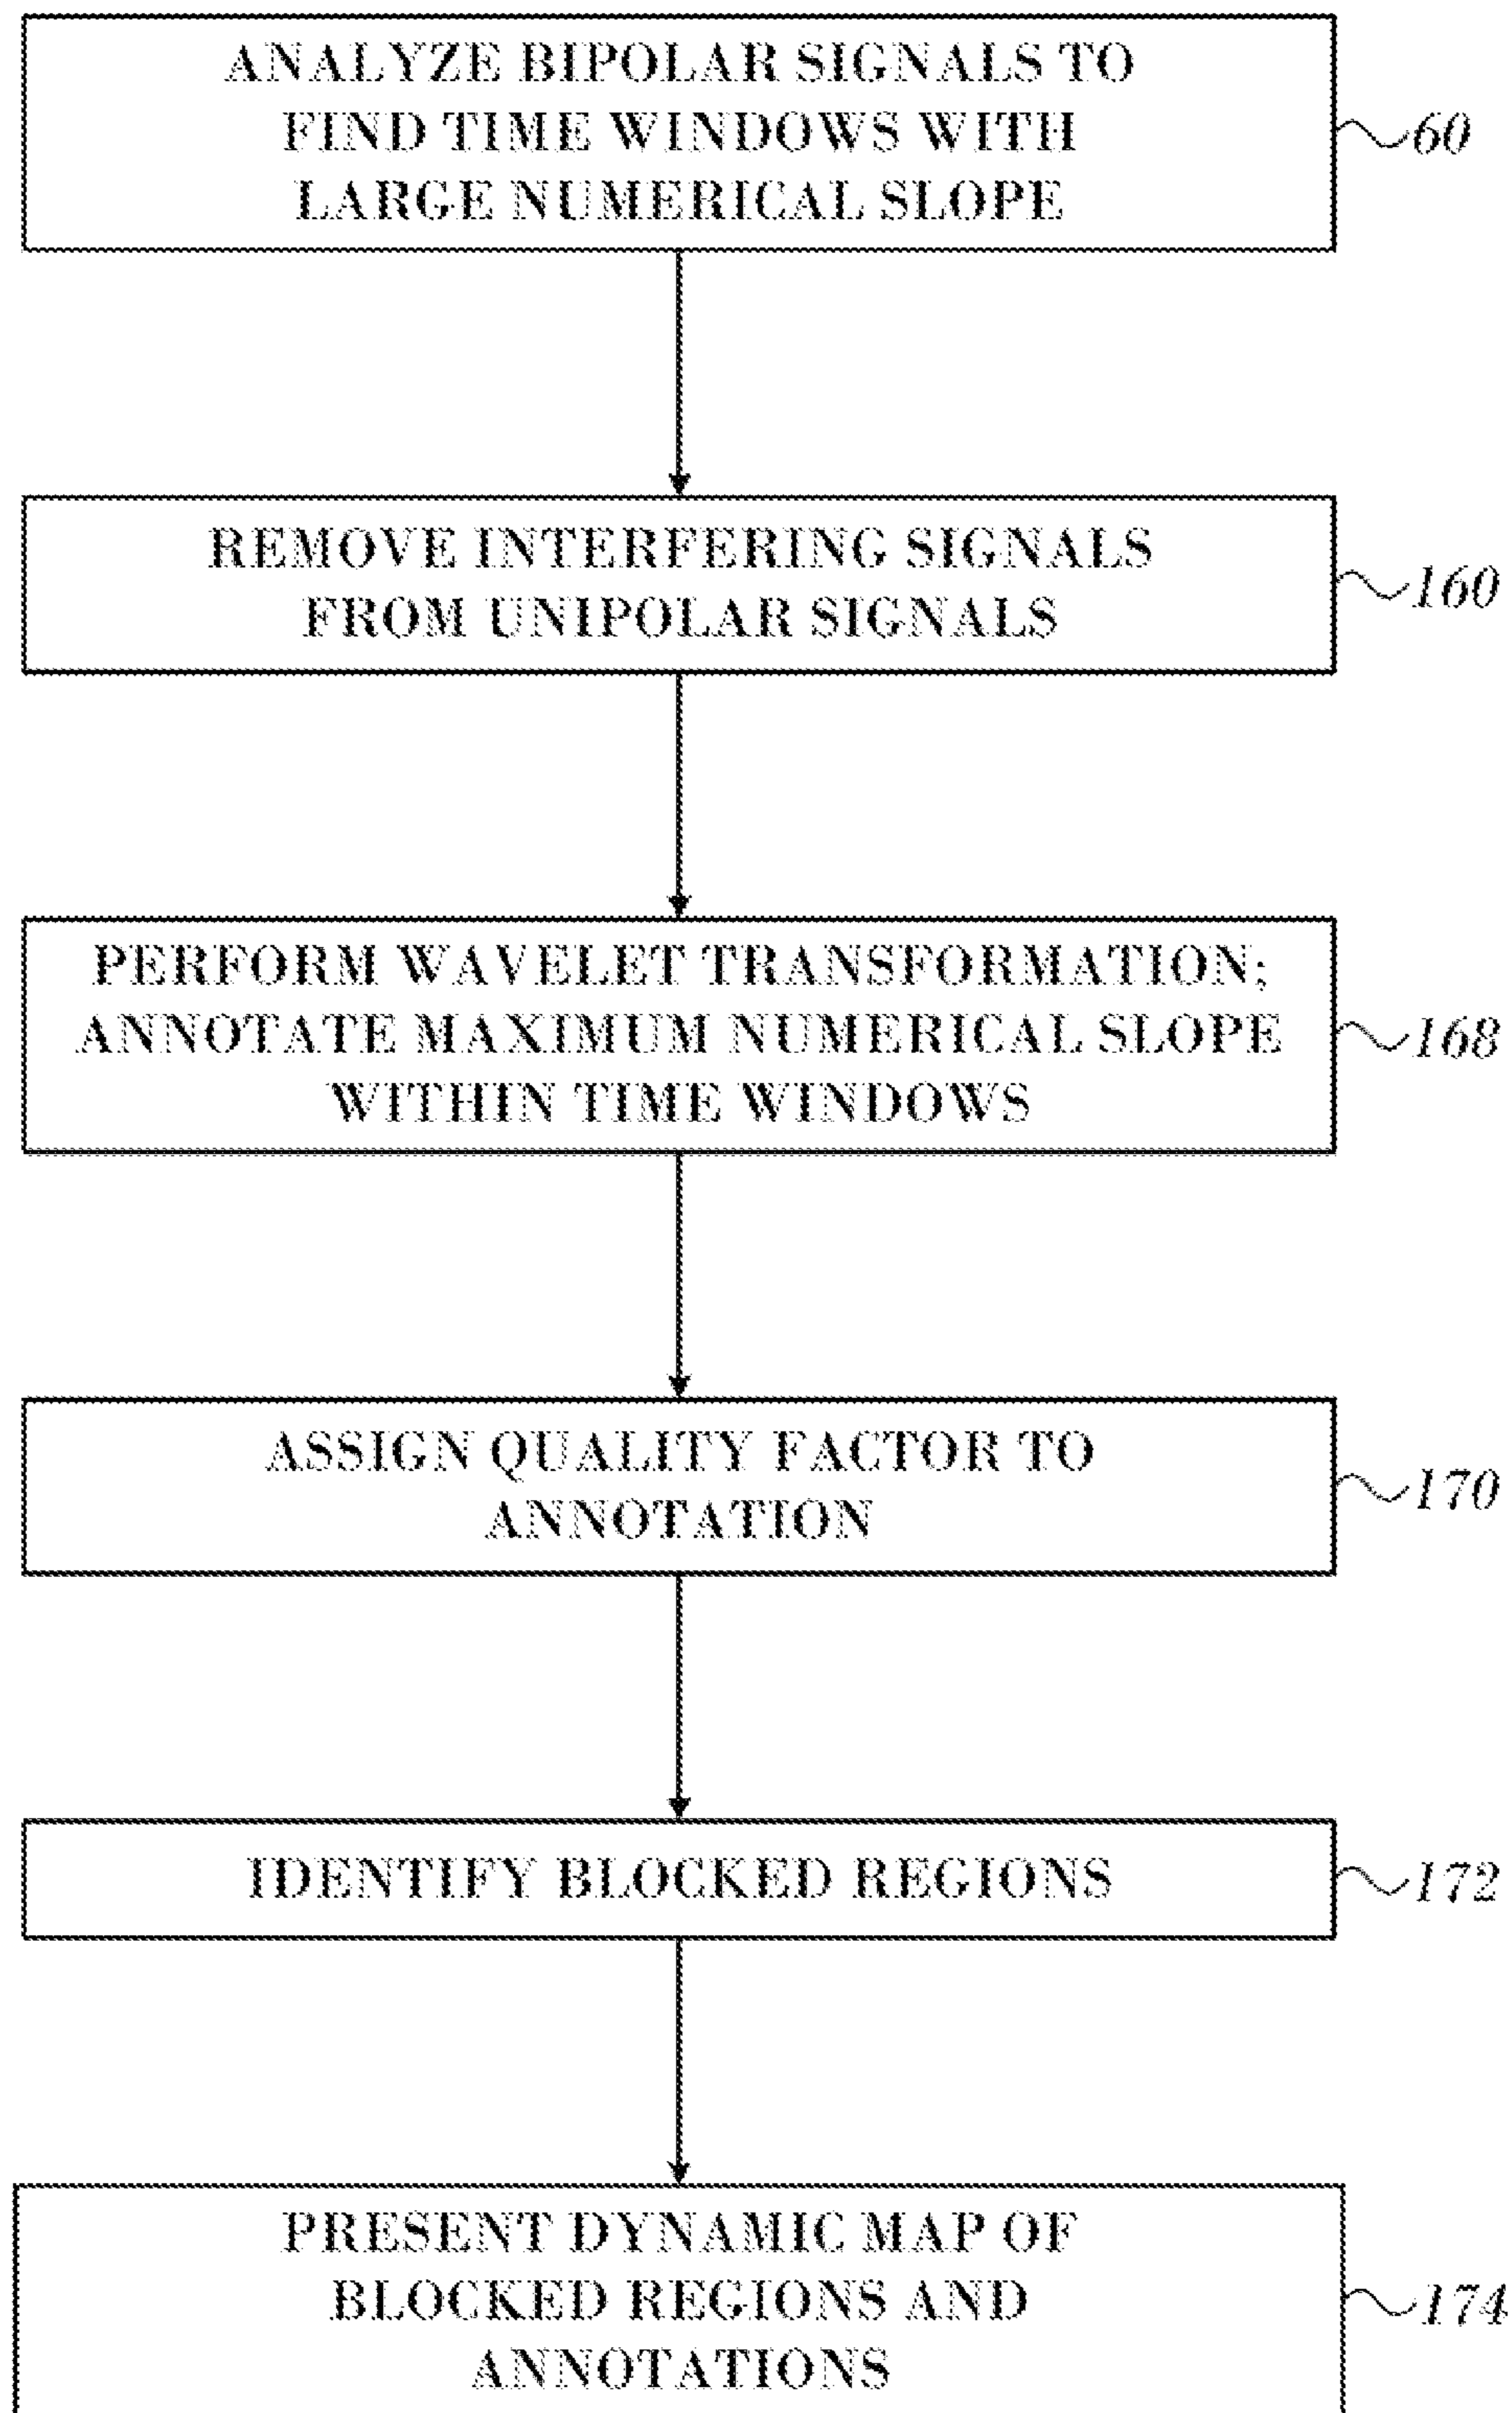 ANALYZE BIPOLAR SIGNALS TO
FIND TIME WINDOWS WITH
LARGE NUMERICAL SLOPE
60
REMOVE INTERFERING SIGNALS
FROM UNIPOLAR SIGNALS
160
PERFORM WAVELET TRANSFORMATION;
ANNOTATE MAXIMUM NUMERICAL SLOPE
WITHIN TIME WINDOWS
168
ASSIGN QUALITY FACTOR TO
ANNOTATION
170
IDENTIFY BLOCKED REGIONS
172
PRESENT DYNAMIC MAP OF
BLOCKED REGIONS AND
ANNOTATIONS
174